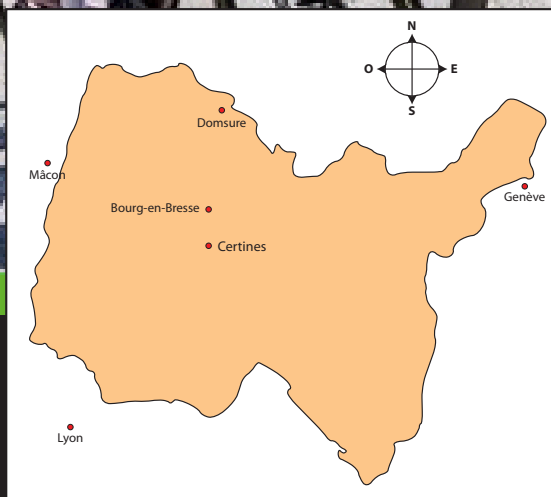 N
O E
S
Domsure
Mâcon
Genève
Bourg-en-Bresse
Certines
Lyon